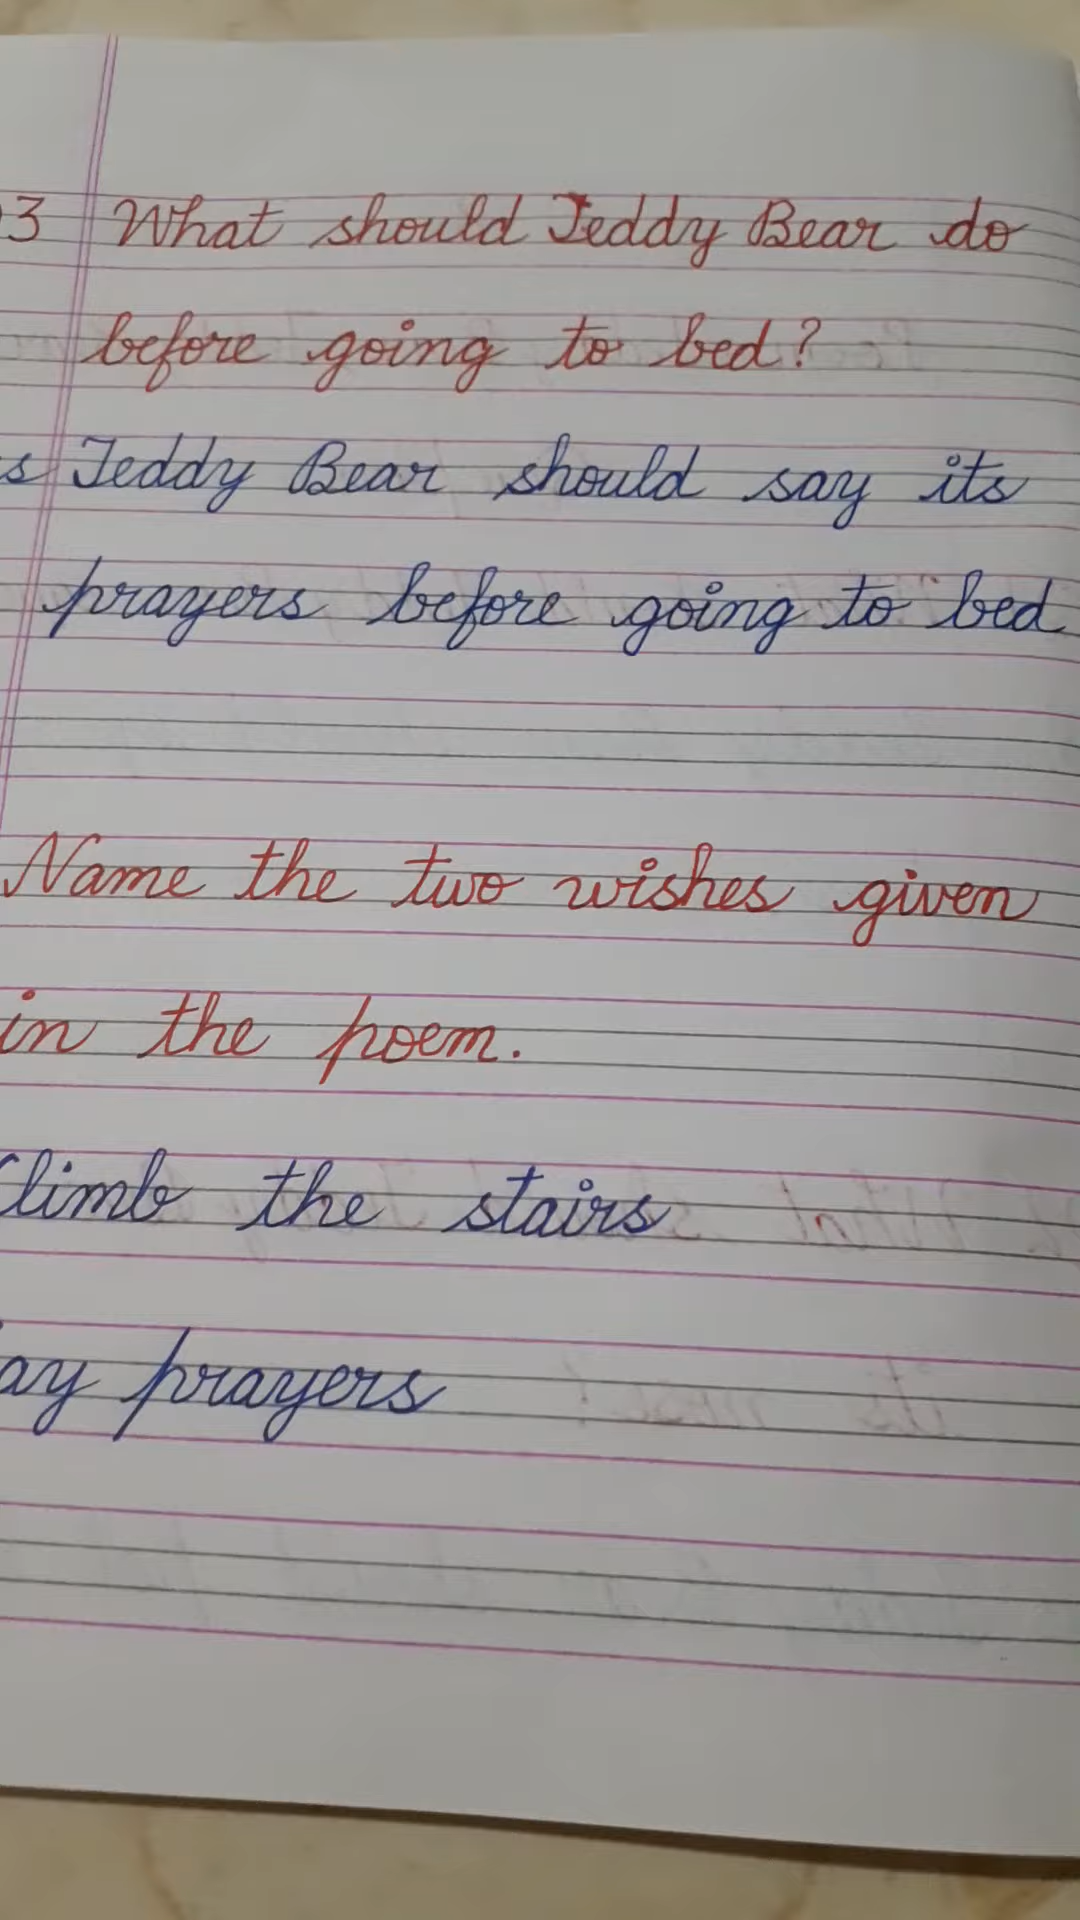 3 What should Teddy Bear do
before going to bed?
s Teddy Bear should say its
prayers before going to bed
Name the two wishes given
in the poem.
Climb the stairs
ay prayers